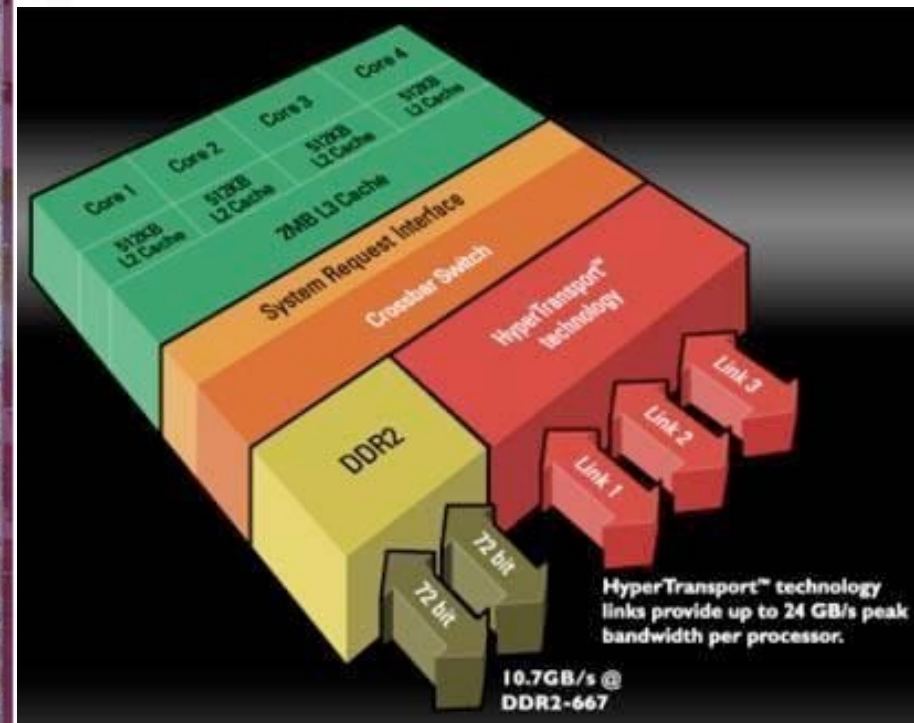 Core 1
Core 2
Core 3
Core 4
512KB
L2 Cache
512KB
L2 Cache
512KB
L2 Cache
512KB
L2 Cache
2MB L3 Cache
System Request Interface
Crossbar Switch
HyperTransport™
technology
DDR2
Link 1
Link 2
Link 3
72 bit
72 bit
HyperTransport™ technology
links provide up to 24 GB/s peak
bandwidth per processor.
10.7GB/s @
DDR2-667